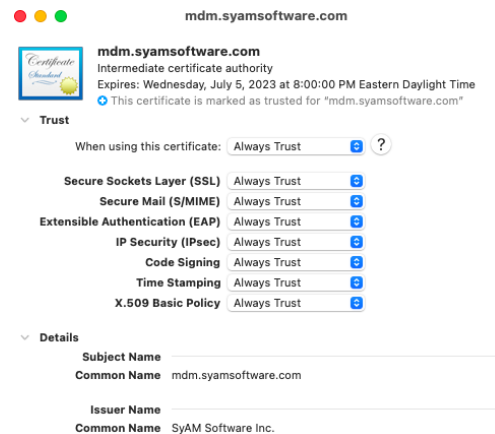 mdm.syamsoftware.com
Certificate
Standard
mdm.syamsoftware.com
Intermediate certificate authority
Expires: Wednesday, July 5, 2023 at 8:00:00 PM Eastern Daylight Time
This certificate is marked as trusted for “mdm.syamsoftware.com”
Trust
When using this certificate: Always Trust ?
Secure Sockets Layer (SSL) Always Trust
Secure Mail (S/MIME) Always Trust
Extensible Authentication (EAP) Always Trust
IP Security (IPsec) Always Trust
Code Signing Always Trust
Time Stamping Always Trust
X.509 Basic Policy Always Trust
Details
Subject Name
Common Name mdm.syamsoftware.com
Issuer Name
Common Name SyAM Software Inc.